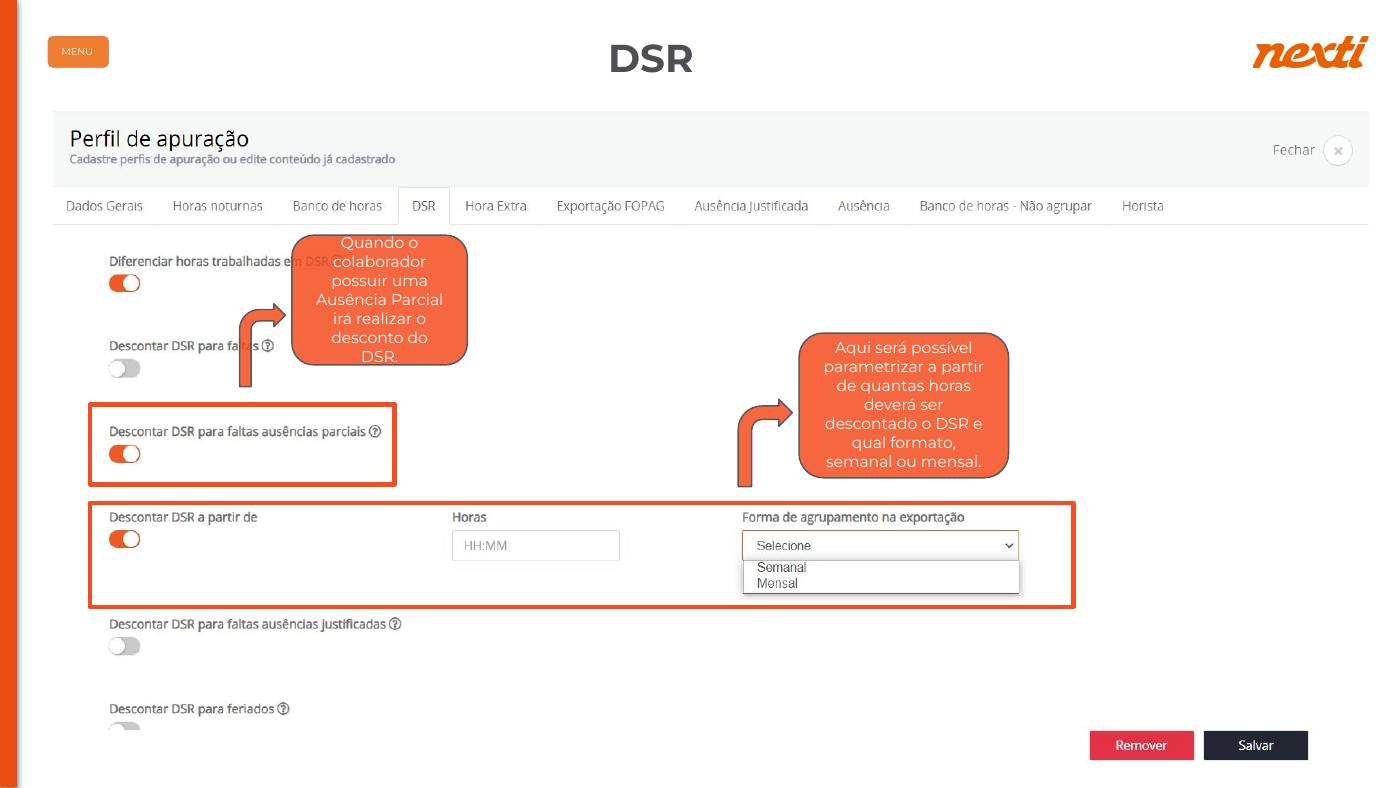 MENU
DSR
nexti
Perfil de apuração
Cadastre perfis de apuração ou edite conteúdo já cadastrado
Fechar
Dados Gerais Horas noturnas Banco de horas DSR Hora Extra Exportação FOPAG Ausência Justificada Ausência Banco de horas - Não agrupar Horista
Diferenciar horas trabalhadas em DSR
Quando o
colaborador
possuir uma
Ausência Parcial
irá realizar o
desconto do
DSR.
Descontar DSR para faltas
Aqui será possível
parametrizar a partir
de quantas horas
deverá ser
descontado o DSR e
qual formato,
semanal ou mensal.
Descontar DSR para faltas ausências parciais
Descontar DSR a partir de
Horas
HH:MM
Forma de agrupamento na exportação
Selecione
Semanal
Mensal
Descontar DSR para faltas ausências justificadas
Descontar DSR para feriados
Remover
Salvar